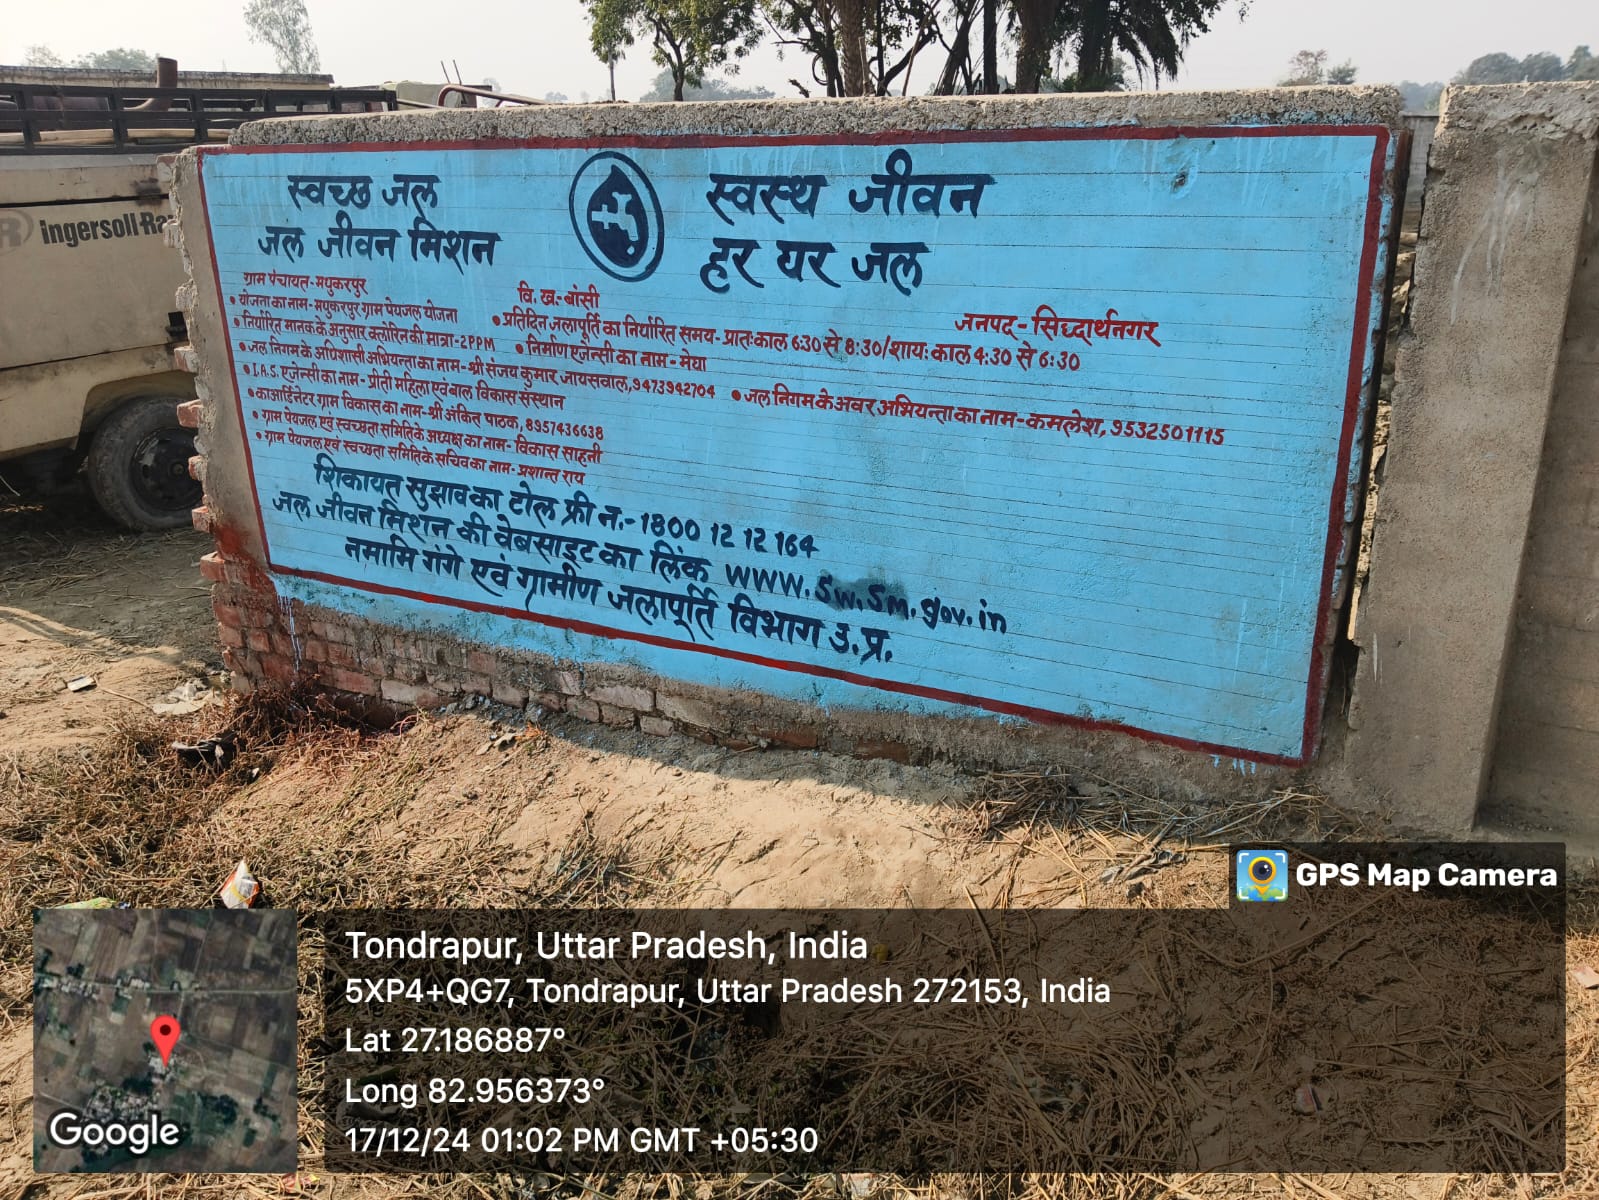 स्वच्छ जल
जल जीवन मिशन
स्वस्थ जीवन
हर घर जल
ग्राम पंचायत-मधुकरपुर
वि. ख.-बांसी
जनपद-सिद्धार्थनगर
• योजना का नाम-मधुकरपुर ग्राम पेयजल योजना
• प्रतिदिन जलापूर्ति का निर्धारित समय-प्रातःकाल 6:30 से 8:30/शायः काल 4:30 से 6:30
• निर्धारित मानक के अनुसार क्लोरिन की मात्रा-2PPM
• निर्माण एजेन्सी का नाम-मेघा
• जल निगम के अधिशासी अभियन्ता का नाम-श्री संजय कुमार जायसवाल, 9473942704
• जल निगम के अवर अभियन्ता का नाम-कमलेश, 9532501115
• I.A.S. एजेन्सी का नाम-प्रीती महिला एवं बाल विकास संस्थान
• काआर्डिनेटर ग्राम विकास का नाम-श्री अंकित पाठक, 8957436638
• ग्राम पेयजल एवं स्वच्छता समिति के अध्यक्ष का नाम-विकास साहनी
• ग्राम पेयजल एवं स्वच्छता समिति के सचिव का नाम-प्रशान्त राय
शिकायत सुझाव का टोल फ्री न.-1800 12 12 164
जल जीवन मिशन की वेबसाइट का लिंक www.swsm.gov.in
नमामि गंगे एवं ग्रामीण जलापूर्ति विभाग उ.प्र.
Ingersoll-Ra
GPS Map Camera
Tondrapur, Uttar Pradesh, India
5XP4+QG7, Tondrapur, Uttar Pradesh 272153, India
Lat 27.186887°
Long 82.956373°
17/12/24 01:02 PM GMT +05:30
Google